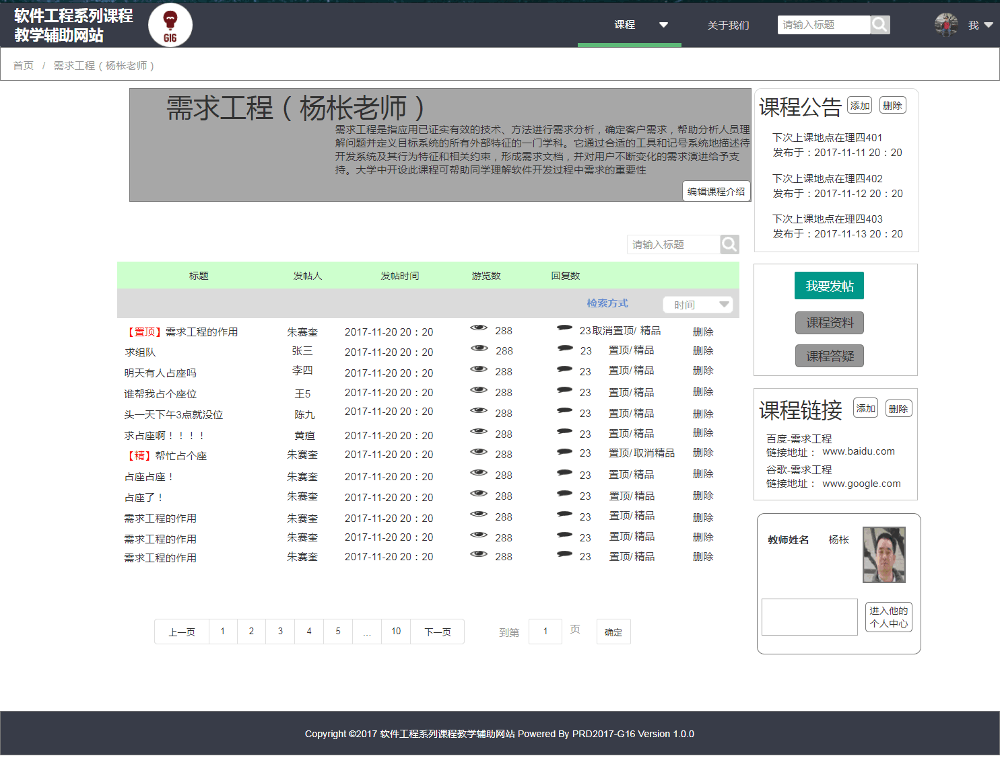 软件工程系列课程
教学辅助网站
G16
课程
关于我们
请输入标题
我
首页 / 需求工程（杨枨老师）
需求工程（杨枨老师）
需求工程是指应用已证实有效的技术、方法进行需求分析，确定客户需求，帮助分析人员理
解问题并定义目标系统的所有外部特征的一门学科。它通过合适的工具和记号系统地描述待
开发系统及其行为特征和相关约束，形成需求文档，并对用户不断变化的需求演进给予支
持。大学中开设此课程可帮助同学理解软件开发过程中需求的重要性
编辑课程介绍
课程公告 添加 删除
下次上课地点在理四401
发布于：2017-11-11 20：20
下次上课地点在理四402
发布于：2017-11-12 20：20
下次上课地点在理四403
发布于：2017-11-13 20：20
请输入标题
标题 发帖人 发帖时间 游览数 回复数
检索方式 时间
【置顶】需求工程的作用 朱赛奎 2017-11-20 20：20 288 23取消置顶/ 精品 删除
求组队 张三 2017-11-20 20：20 288 23 置顶/ 精品 删除
明天有人占座吗 李四 2017-11-20 20：20 288 23 置顶/ 精品 删除
谁帮我占个座位 王5 2017-11-20 20：20 288 23 置顶/ 精品 删除
头一天下午3点就没位 陈九 2017-11-20 20：20 288 23 置顶/ 精品 删除
求占座啊！！！！ 黄疸 2017-11-20 20：20 288 23 置顶/ 精品 删除
【精】帮忙占个座 朱赛奎 2017-11-20 20：20 288 23 置顶/ 取消精品 删除
占座占座！ 朱赛奎 2017-11-20 20：20 288 23 置顶/ 精品 删除
占座了！ 朱赛奎 2017-11-20 20：20 288 23 置顶/ 精品 删除
需求工程的作用 朱赛奎 2017-11-20 20：20 288 23 置顶/ 精品 删除
需求工程的作用 朱赛奎 2017-11-20 20：20 288 23 置顶/ 精品 删除
需求工程的作用 朱赛奎 2017-11-20 20：20 288 23 置顶/ 精品 删除
我要发帖
课程资料
课程答疑
课程链接 添加 删除
百度-需求工程
链接地址： www.baidu.com
谷歌-需求工程
链接地址： www.google.com
教师姓名 杨枨
进入他的
个人中心
上一页 1 2 3 4 5 ... 10 下一页 到第 1 页 确定
Copyright ©2017 软件工程系列课程教学辅助网站 Powered By PRD2017-G16 Version 1.0.0